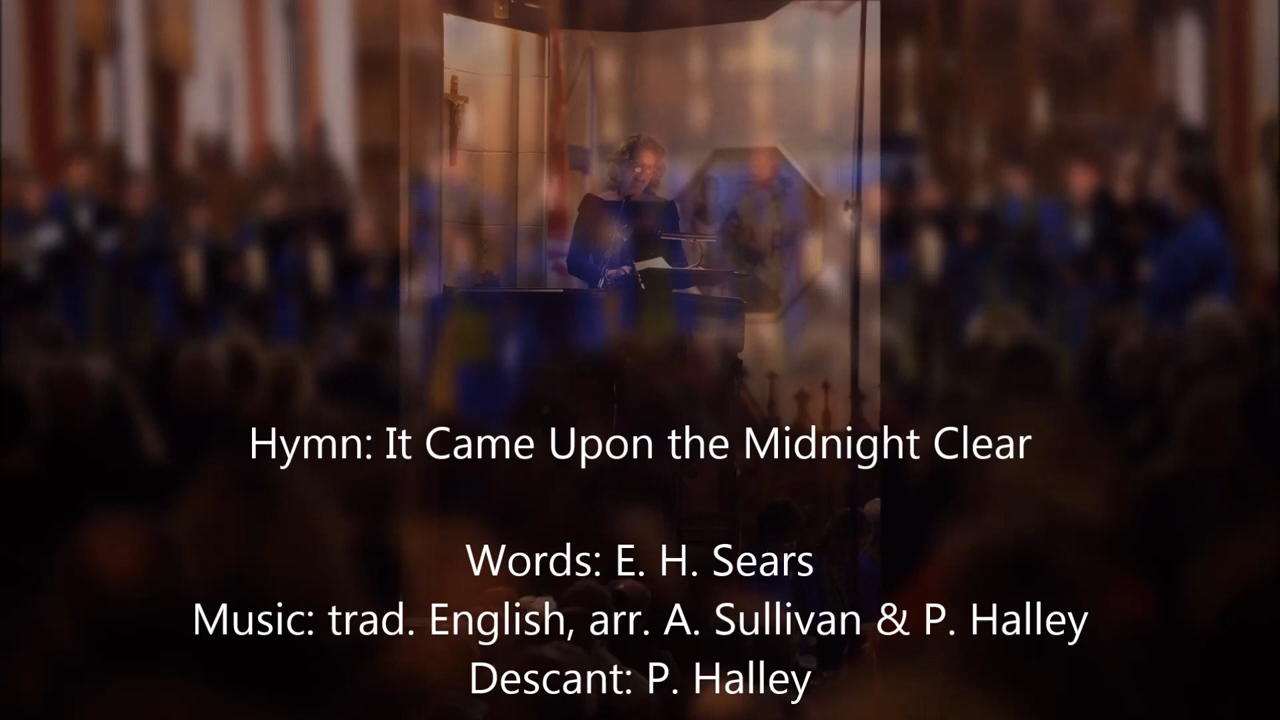 Hymn: It Came Upon the Midnight Clear
Words: E. H. Sears
Music: trad. English, arr. A. Sullivan & P. Halley
Descant: P. Halley